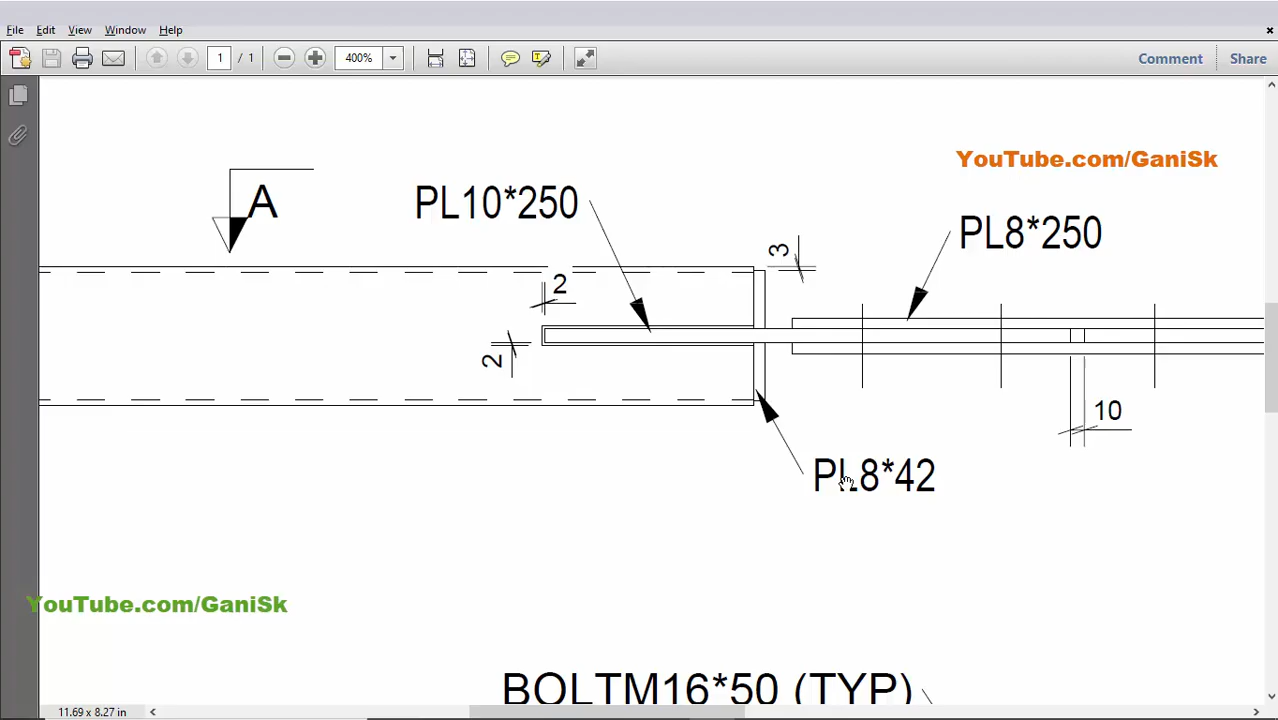 File Edit View Window Help
1 / 1 400% Comment Share
YouTube.com/GaniSk
A
PL10*250
PL8*250
3
2
2
10
PL8*42
YouTube.com/GaniSk
BOLTM16*50 (TYP)
11.69 x 8.27 in